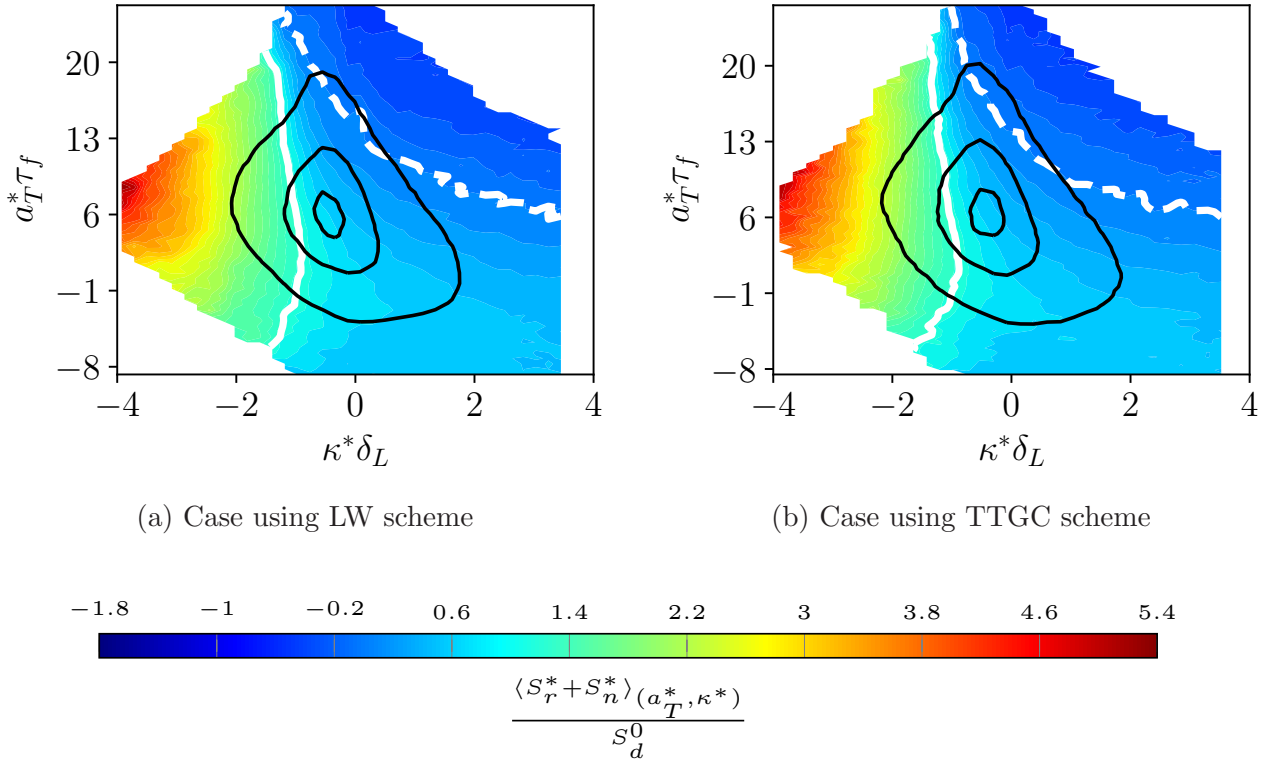 20 20
13 13
a*_T τ_f a*_T τ_f
6 6
−1 −1
−8 −8
−4 −2 0 2 4 −4 −2 0 2 4
κ*δ_L κ*δ_L
(a) Case using LW scheme (b) Case using TTGC scheme
−1.8 −1 −0.2 0.6 1.4 2.2 3 3.8 4.6 5.4
⟨S*_r+S*_n⟩_(a*_T,κ*)
S^0_d